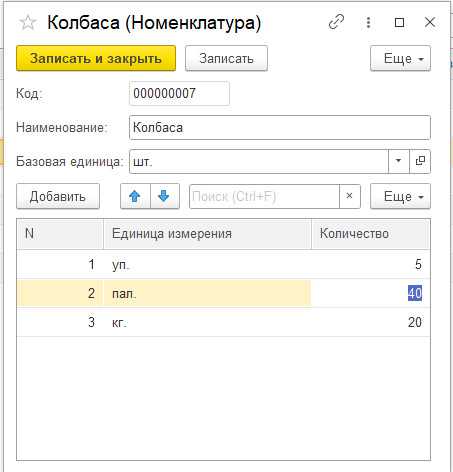 Колбаса (Номенклатура)
Записать и закрыть Записать Еще
Код: 000000007
Наименование: Колбаса
Базовая единица: шт.
Добавить Поиск (Ctrl+F) × Еще
N Единица измерения Количество
1 уп. 5
2 пал. 40
3 кг. 20